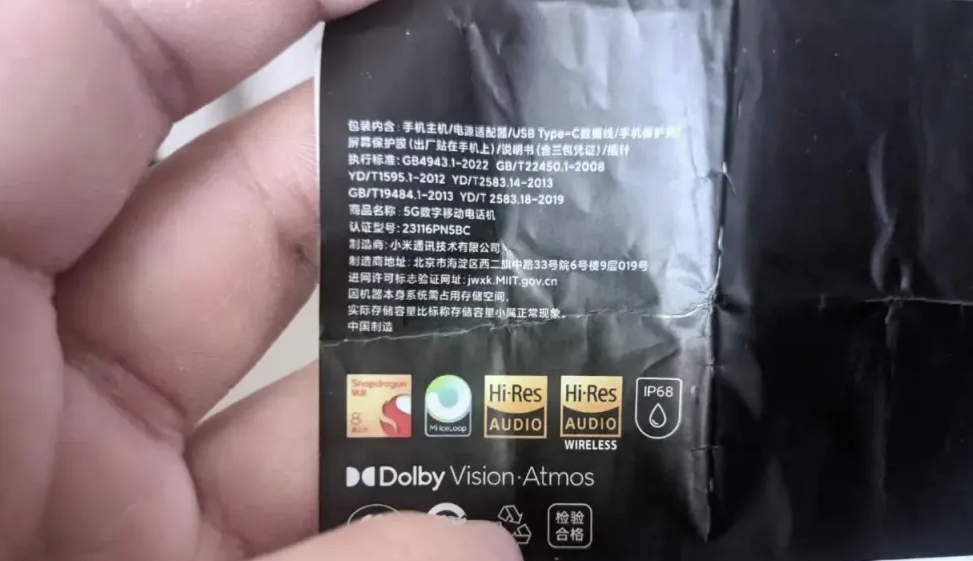 包装内含：手机主机/电源适配器/USB Type-C数据线/手机保护壳/
屏幕保护膜（出厂贴在手机上）/说明书（含三包凭证）/插针
执行标准：GB4943.1-2022 GB/T22450.1-2008
YD/T1595.1-2012 YD/T2583.14-2013
GB/T19484.1-2013 YD/T 2583.18-2019
商品名称：5G数字移动电话机
认证型号：23116PN5BC
制造商：小米通讯技术有限公司
制造商地址：北京市海淀区西二旗中路33号院6号楼9层019号
进网许可标志验证网址：jwxk.MIIT.gov.cn
因机器本身系统需占用存储空间，
实际存储容量比标称存储容量小属正常现象。
中国制造
Snapdragon
骁龙
8
Mi IceLoop
Hi-Res
AUDIO
Hi-Res
AUDIO
WIRELESS
IP68
Dolby Vision·Atmos
检验
合格